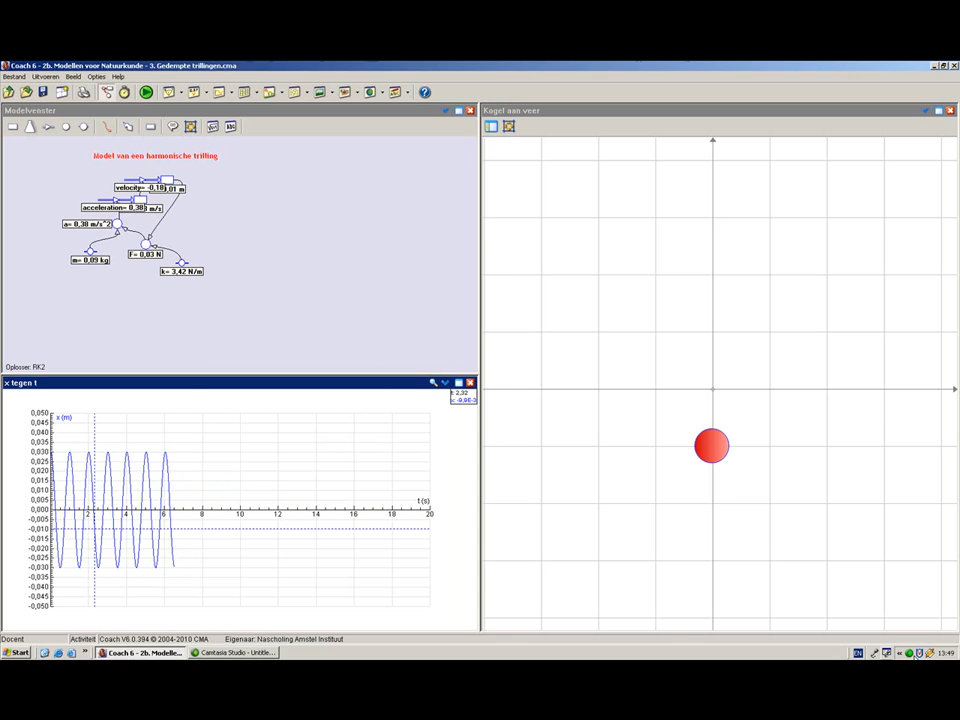 Coach 6 - 2b. Modellen voor Natuurkunde - 3. Gedempte trillingen.cma
Bestand Uitvoeren Beeld Opties Help
Modelvenster
Kogel aan veer
Model van een harmonische trilling
velocity= -0,18
0,01 m
acceleration= 0,38
m/s
a= 0,38 m/s^2
m= 0,09 kg
F= 0,03 N
k= 3,42 N/m
Oplosser: RK2
x tegen t
t: 2,32
x: -9,9E-3
x (m)
0,050
0,045
0,040
0,035
0,030
0,025
0,020
0,015
0,010
0,005
0,000
-0,005
-0,010
-0,015
-0,020
-0,025
-0,030
-0,035
-0,040
-0,045
-0,050
t (s)
2 4 6 8 10 12 14 16 18 20
Docent Activiteit Coach V6.0.394 © 2004-2010 CMA Eigenaar: Nascholing Amstel Instituut
Start Coach 6 - 2b. Modelle... Camtasia Studio - Untitle... EN 13:49